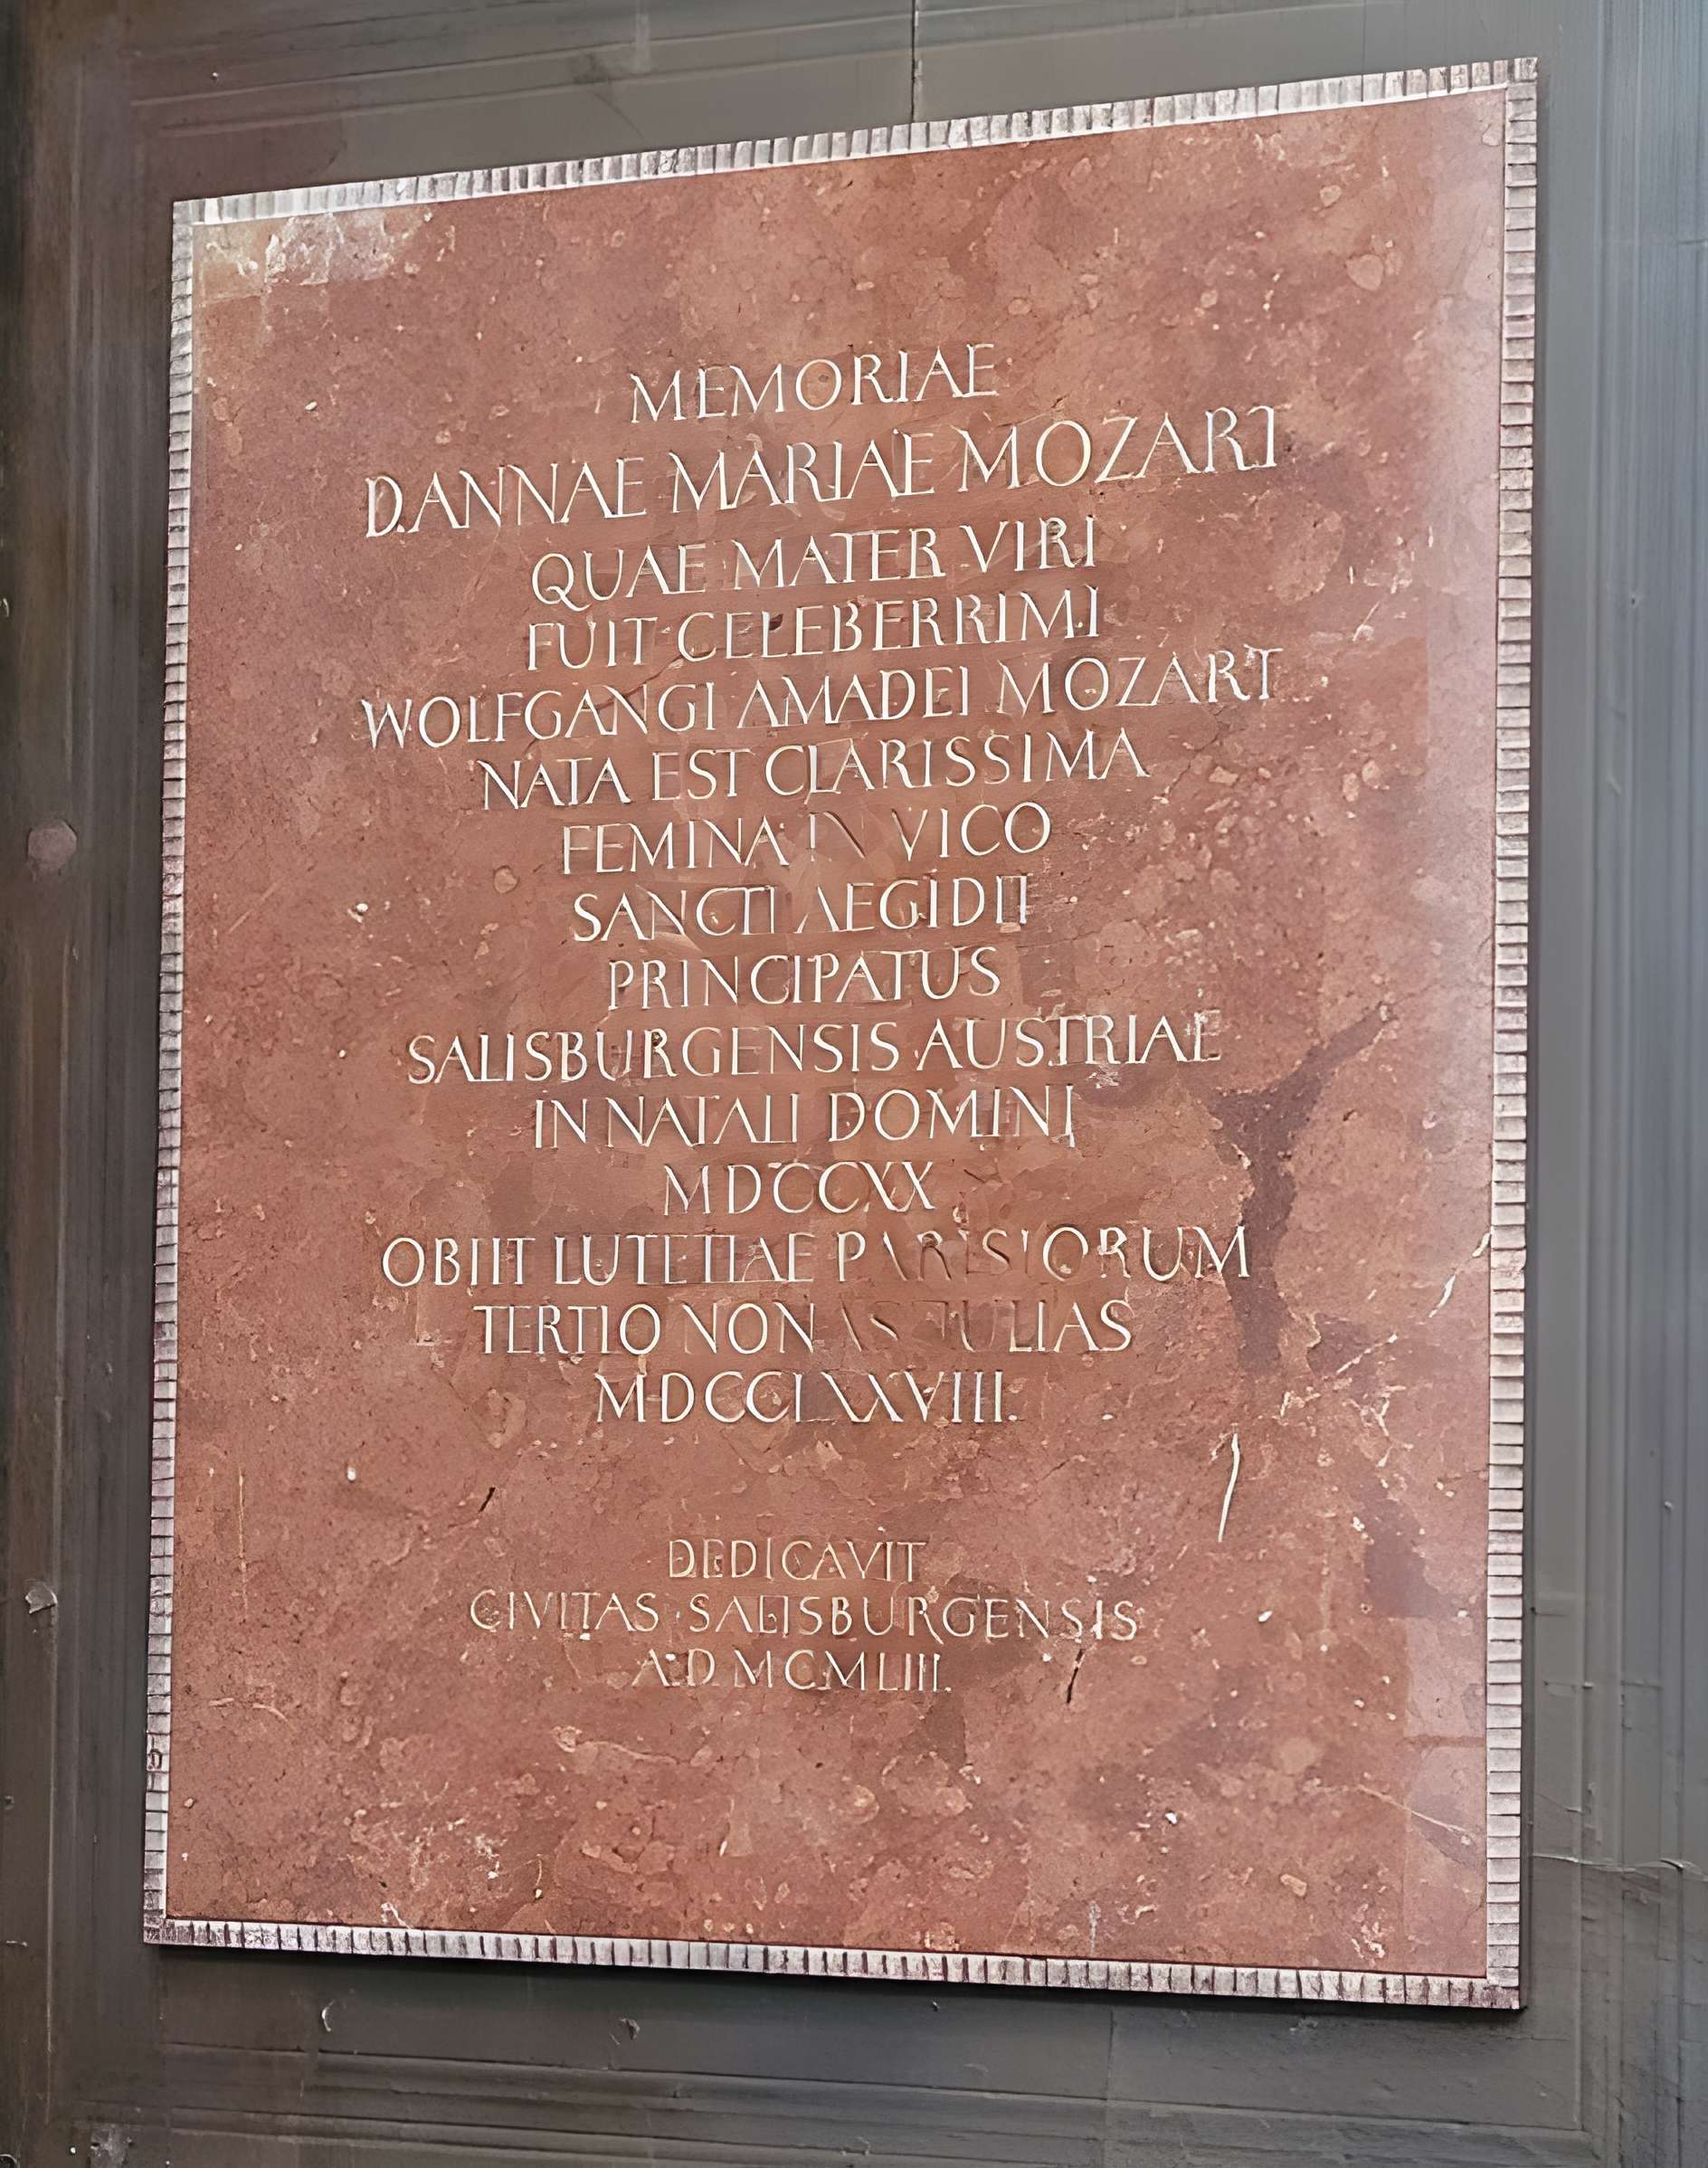 MEMORIAE
D.ANNAE MARIAE MOZART
QUAE MATER VIRI
FUIT CELEBERRIMI
WOLFGANGI AMADEI MOZART
NATA EST CLARISSIMA
FEMINA IN VICO
SANCTI AEGIDII
PRINCIPATUS
SALISBURGENSIS AUSTRIAE
IN NATALI DOMINI
MDCCXX
OBIIT LUTETIAE PARISIORUM
TERTIO NONAS JULIAS
MDCCLXXVIII.
DEDICAVIT
CIVITAS SALISBURGENSIS
A.D. MCMLIII.